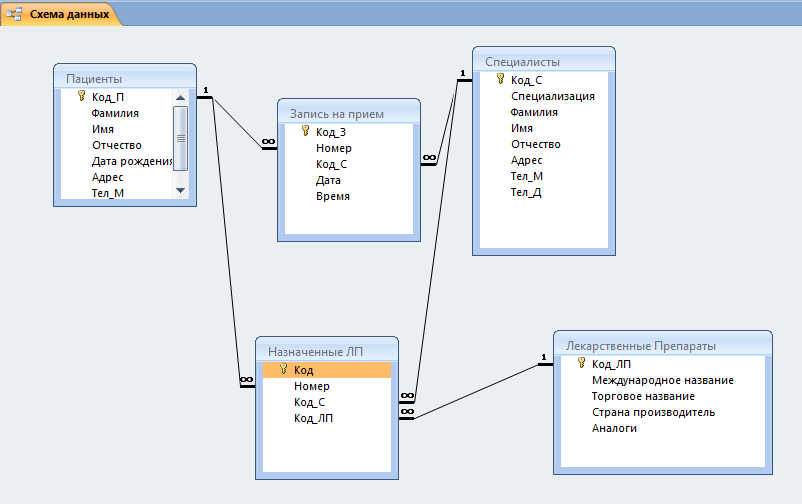 Схема данных
Пациенты
Код_П
Фамилия
Имя
Отчество
Дата рождения
Адрес
Тел_М
1
∞
Запись на прием
Код_З
Номер
Код_С
Дата
Время
∞
1
Специалисты
Код_С
Специализация
Фамилия
Имя
Отчество
Адрес
Тел_М
Тел_Д
∞
Назначенные ЛП
Код
Номер
Код_С
Код_ЛП
∞
∞
1
Лекарственные Препараты
Код_ЛП
Международное название
Торговое название
Страна производитель
Аналоги